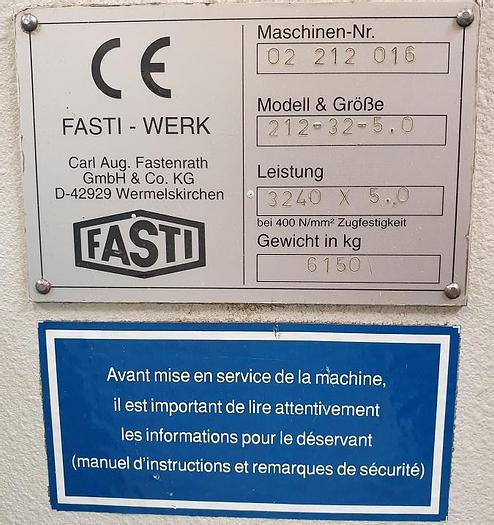 CE
FASTI - WERK
Carl Aug. Fastenrath
GmbH & Co. KG
D-42929 Wermelskirchen
FASTI
Maschinen-Nr.
02 212 016
Modell & Größe
212-32-5.0
Leistung
3240 X 5.0
bei 400 N/mm² Zugfestigkeit
Gewicht in kg
6150
Avant mise en service de la machine,
il est important de lire attentivement
les informations pour le déservant
(manuel d'instructions et remarques de sécurité)